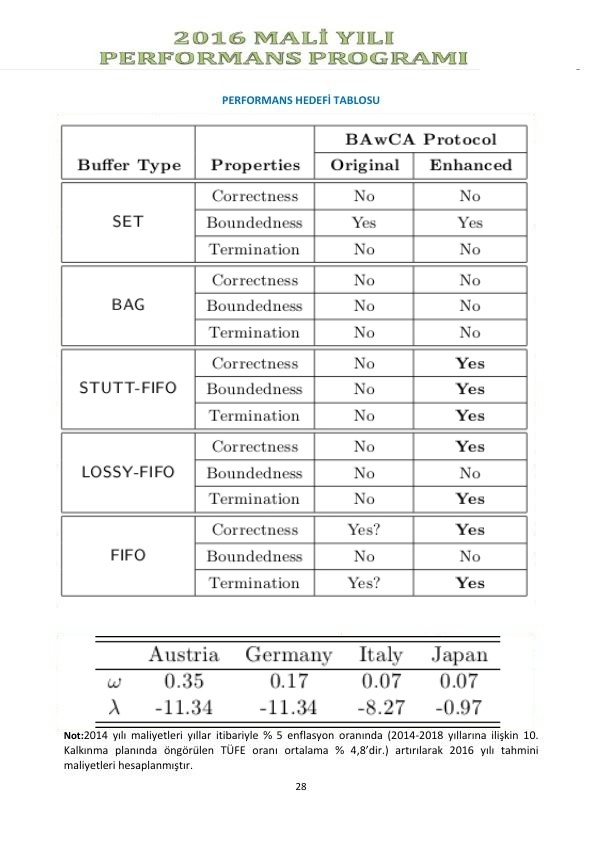 2016 MALİ YILI
PERFORMANS PROGRAMI
PERFORMANS HEDEFİ TABLOSU
BAwCA Protocol
Buffer Type Properties Original Enhanced
Correctness No No
SET Boundedness Yes Yes
Termination No No
Correctness No No
BAG Boundedness No No
Termination No No
Correctness No Yes
STUTT-FIFO Boundedness No Yes
Termination No Yes
Correctness No Yes
LOSSY-FIFO Boundedness No No
Termination No Yes
Correctness Yes? Yes
FIFO Boundedness No No
Termination Yes? Yes
Austria Germany Italy Japan
ω 0.35 0.17 0.07 0.07
λ -11.34 -11.34 -8.27 -0.97
Not:2014 yılı maliyetleri yıllar itibariyle % 5 enflasyon oranında (2014-2018 yıllarına ilişkin 10.
Kalkınma planında öngörülen TÜFE oranı ortalama % 4,8’dir.) artırılarak 2016 yılı tahmini
maliyetleri hesaplanmıştır.
28